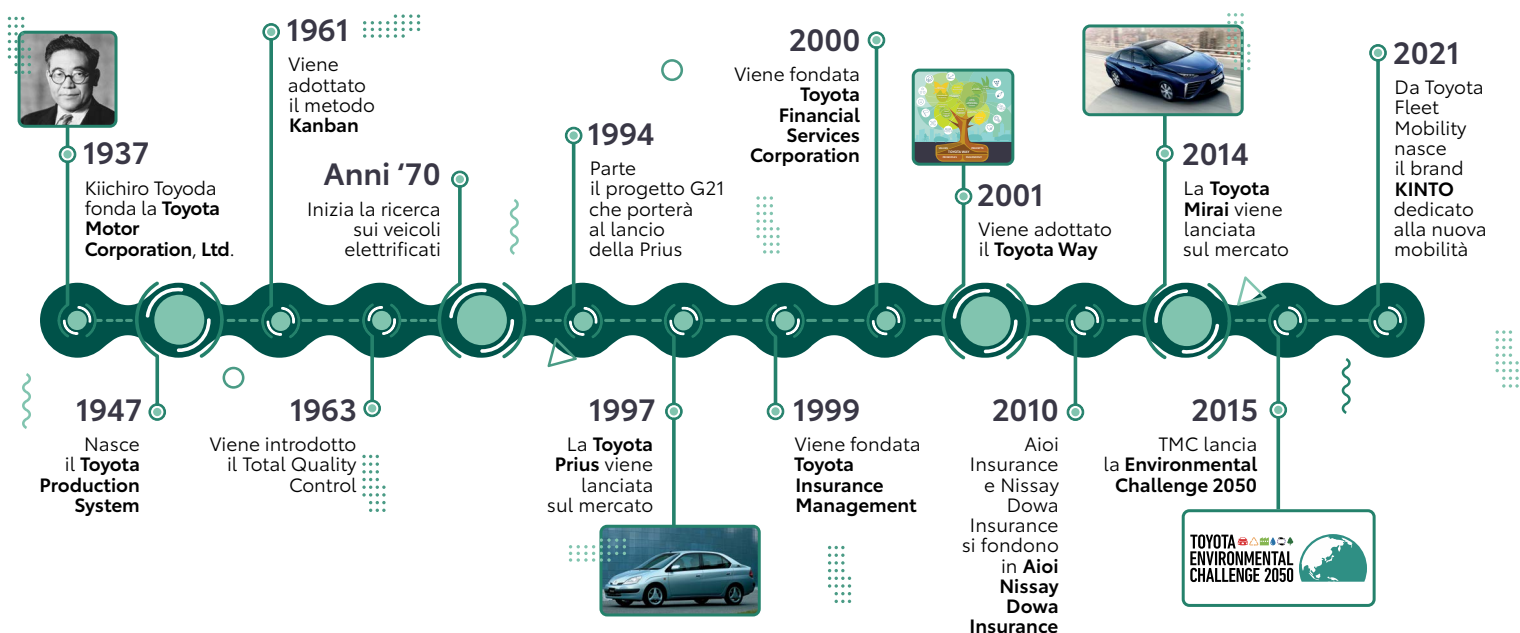 1937
Kiichiro Toyoda
fonda la Toyota
Motor
Corporation, Ltd.
1947
Nasce
il Toyota
Production
System
1961
Viene
adottato
il metodo
Kanban
1963
Viene introdotto
il Total Quality
Control
Anni ‘70
Inizia la ricerca
sui veicoli
elettrificati
1994
Parte
il progetto G21
che porterà
al lancio
della Prius
1997
La Toyota
Prius viene
lanciata
sul mercato
1999
Viene fondata
Toyota
Insurance
Management
2000
Viene fondata
Toyota
Financial
Services
Corporation
2001
Viene adottato
il Toyota Way
2010
Aioi
Insurance
e Nissay
Dowa
Insurance
si fondono
in Aioi
Nissay
Dowa
Insurance
2014
La Toyota
Mirai viene
lanciata
sul mercato
2015
TMC lancia
la Environmental
Challenge 2050
TOYOTA
ENVIRONMENTAL
CHALLENGE 2050
2021
Da Toyota
Fleet
Mobility
nasce
il brand
KINTO
dedicato
alla nuova
mobilità